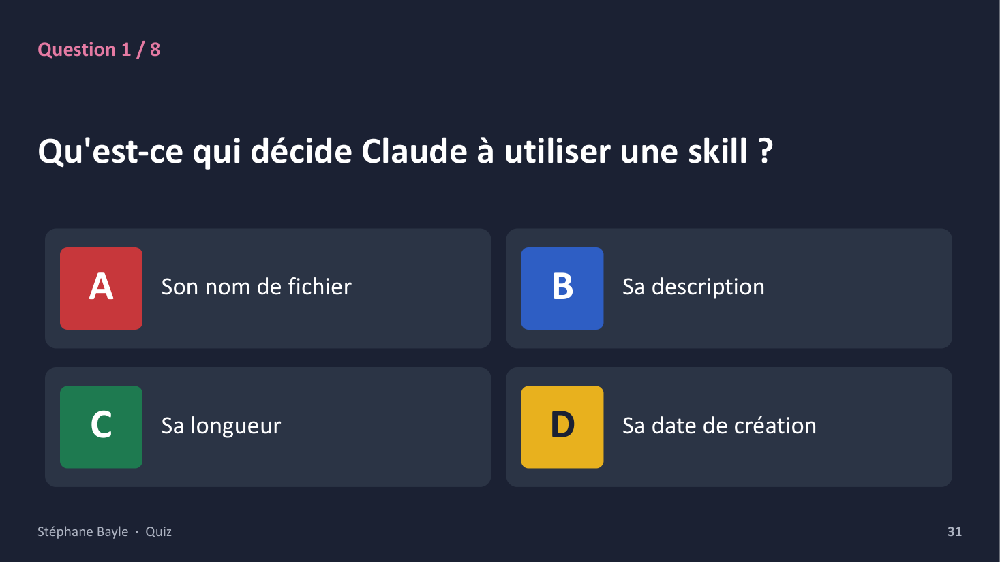 Question 1 / 8
Qu'est-ce qui décide Claude à utiliser une skill ?
A
Son nom de fichier
B
Sa description
C
Sa longueur
D
Sa date de création
Stéphane Bayle · Quiz
31